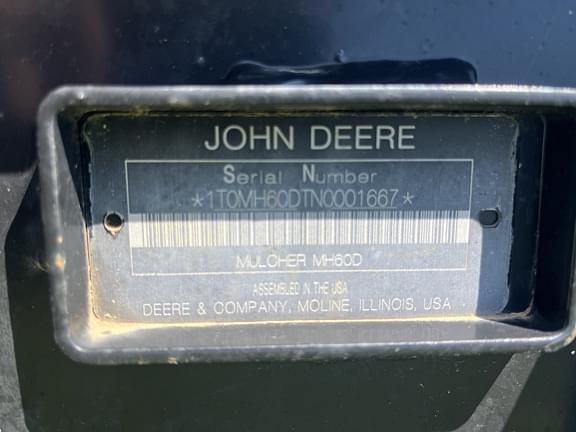 JOHN DEERE
Serial Number
*1T0MH60DTN0001667*
MULCHER MH60D
ASSEMBLED IN THE USA
DEERE & COMPANY, MOLINE, ILLINOIS, USA